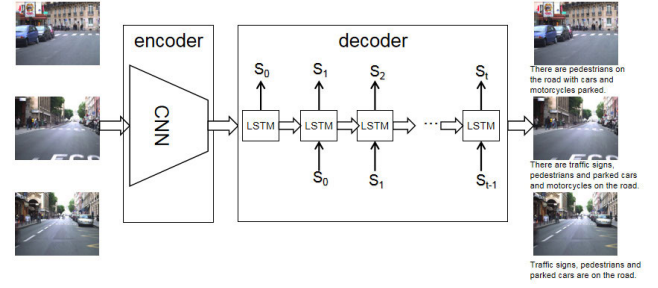 encoder
decoder
CNN
S0
S1
S2
St
LSTM
LSTM
LSTM
...
LSTM
S0
S1
St-1
There are pedestrians on
the road with cars and
motorcycles parked.
There are traffic signs,
pedestrians and parked cars
and motorcycles on the road.
Traffic signs, pedestrians and
parked cars are on the road.